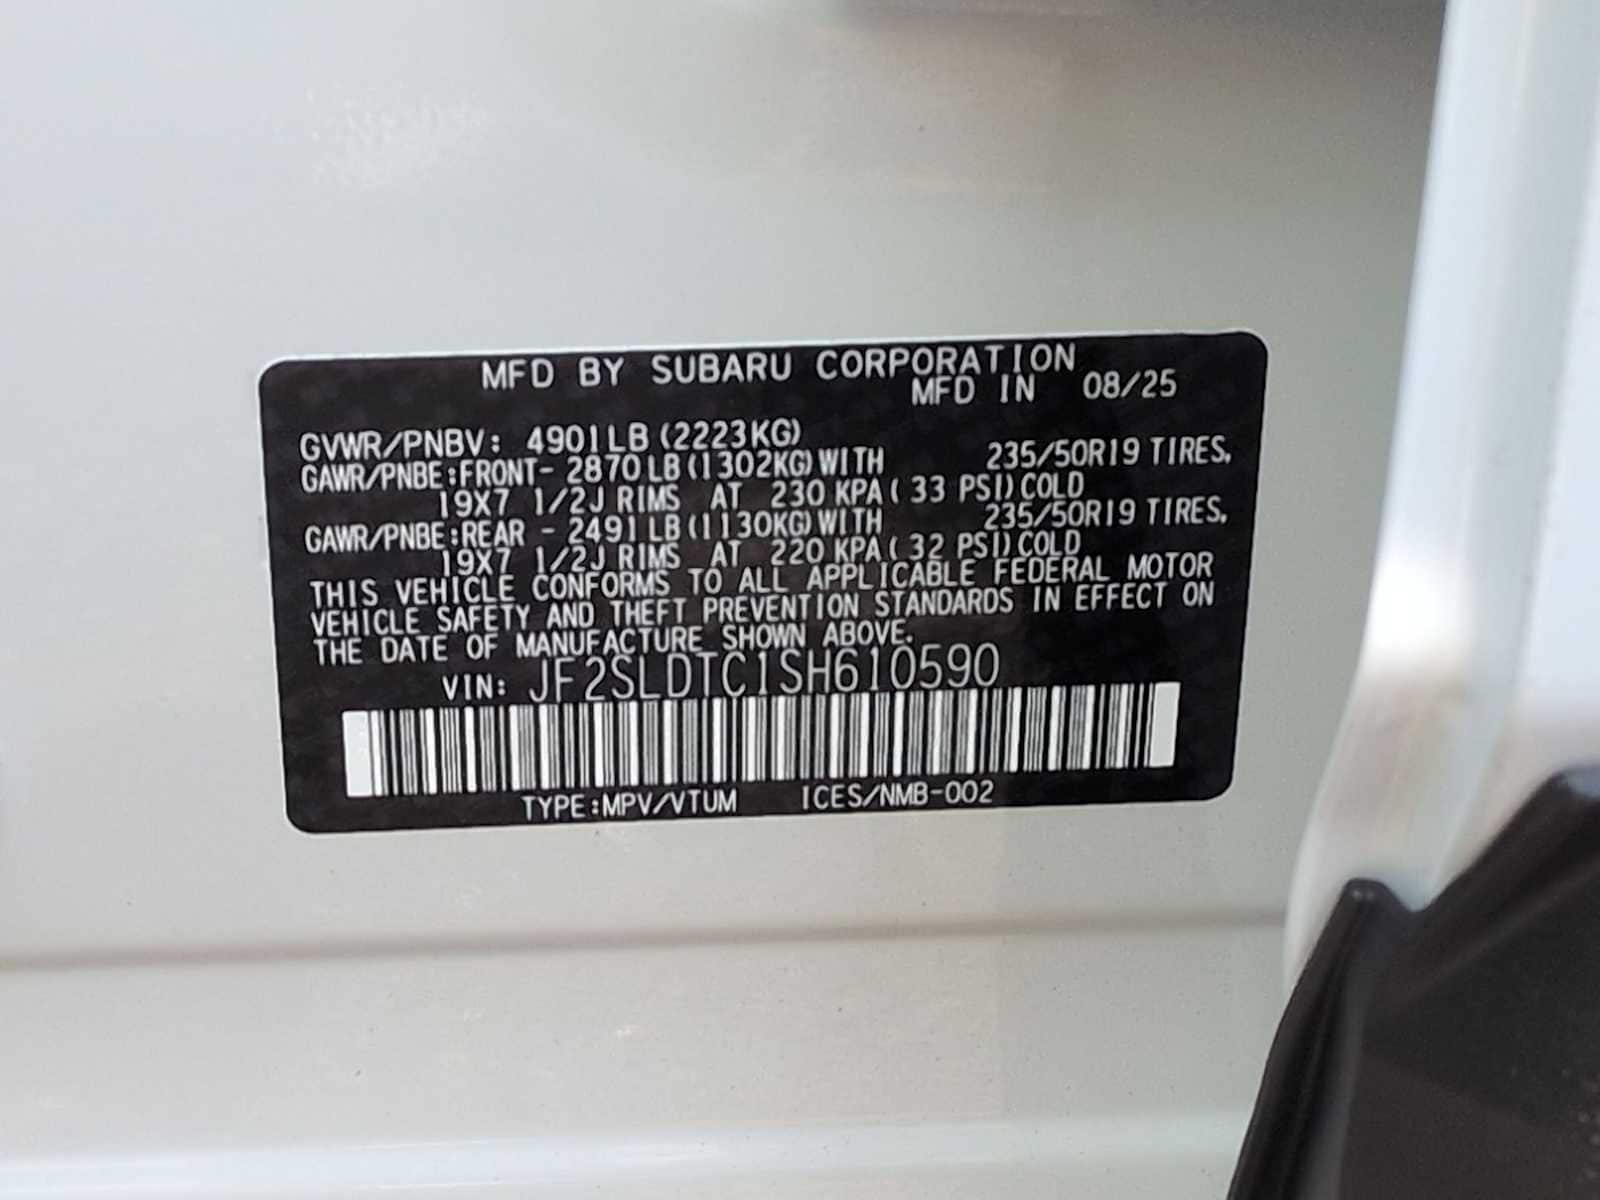 MFD BY SUBARU CORPORATION
MFD IN 08/25
GVWR/PNBV: 4901LB(2223KG)
GAWR/PNBE:FRONT- 2870LB(1302KG)WITH 235/50R19 TIRES,
19X7 1/2J RIMS AT 230 KPA( 33 PSI)COLD
GAWR/PNBE:REAR - 2491LB(1130KG)WITH 235/50R19 TIRES,
19X7 1/2J RIMS AT 220 KPA( 32 PSI)COLD
THIS VEHICLE CONFORMS TO ALL APPLICABLE FEDERAL MOTOR
VEHICLE SAFETY AND THEFT PREVENTION STANDARDS IN EFFECT ON
THE DATE OF MANUFACTURE SHOWN ABOVE.
VIN: JF2SLDTC1SH610590
TYPE:MPV/VTUM ICES/NMB-002